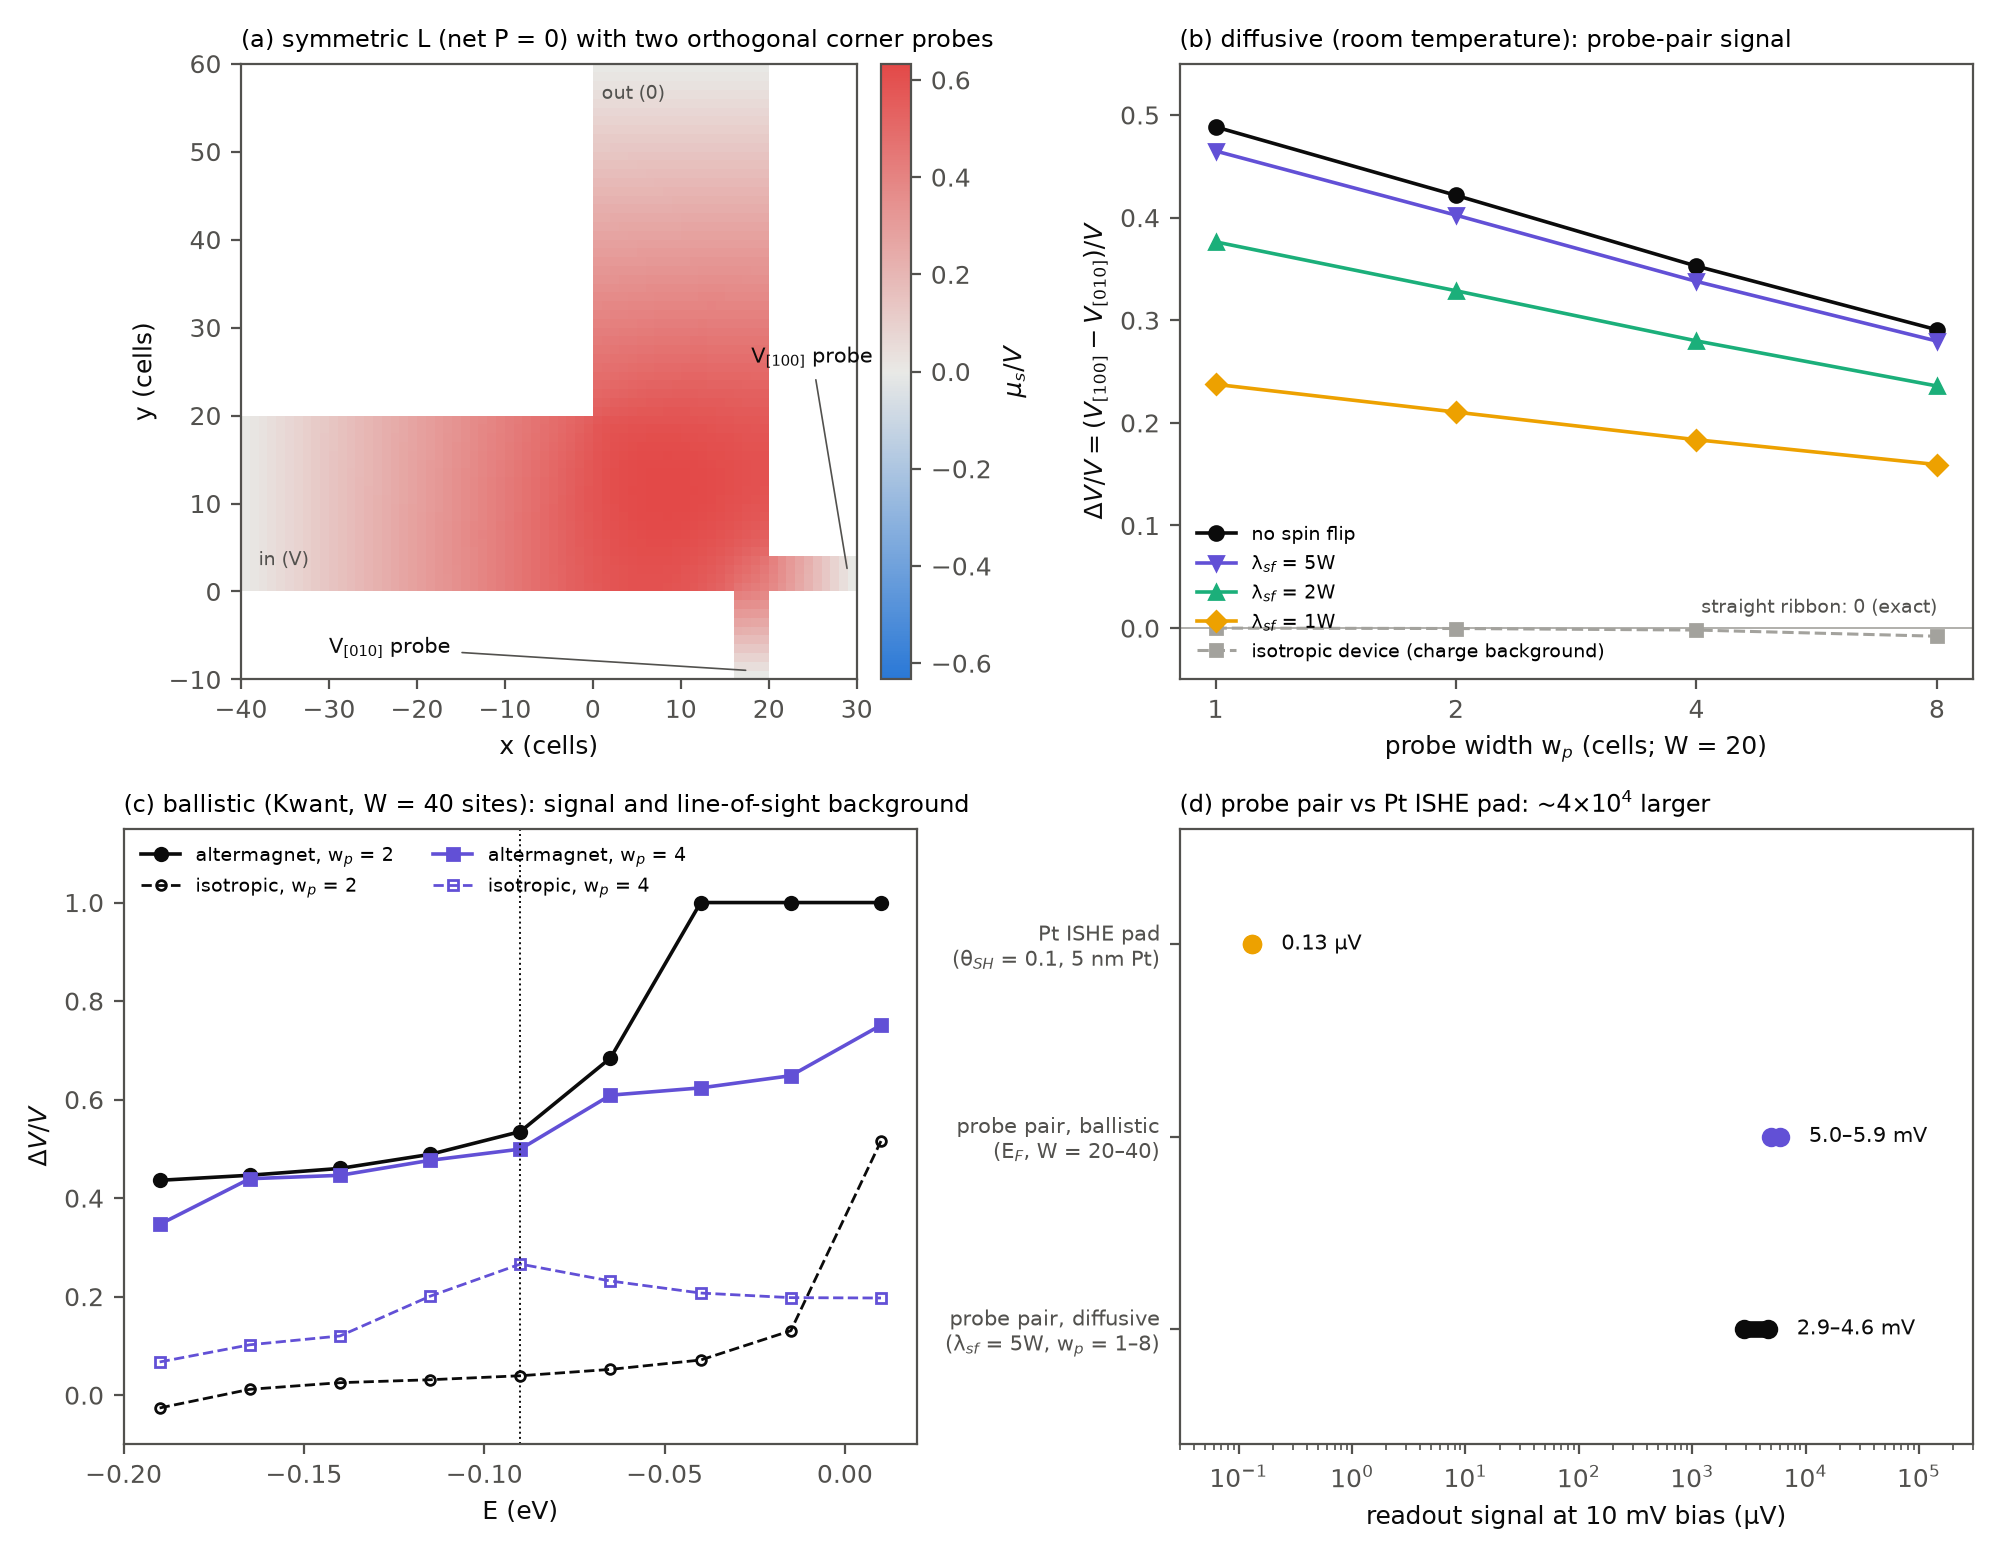 (a) symmetric L (net P = 0) with two orthogonal corner probes
60
50
40
30
20
10
0
−10
y (cells)
out (0)
in (V)
V[100] probe
V[010] probe
−40 −30 −20 −10 0 10 20 30
x (cells)
0.6
0.4
0.2
0.0
−0.2
−0.4
−0.6
μs/V
(b) diffusive (room temperature): probe-pair signal
0.5
0.4
0.3
0.2
0.1
0.0
ΔV/V = (V[100] − V[010])/V
no spin flip
λsf = 5W
λsf = 2W
λsf = 1W
isotropic device (charge background)
straight ribbon: 0 (exact)
1 2 4 8
probe width wp (cells; W = 20)
(c) ballistic (Kwant, W = 40 sites): signal and line-of-sight background
altermagnet, wp = 2
isotropic, wp = 2
altermagnet, wp = 4
isotropic, wp = 4
1.0
0.8
0.6
0.4
0.2
0.0
ΔV/V
−0.20 −0.15 −0.10 −0.05 0.00
E (eV)
(d) probe pair vs Pt ISHE pad: ~4×10⁴ larger
Pt ISHE pad
(θSH = 0.1, 5 nm Pt)
0.13 μV
probe pair, ballistic
(EF, W = 20–40)
5.0–5.9 mV
probe pair, diffusive
(λsf = 5W, wp = 1–8)
2.9–4.6 mV
10⁻¹ 10⁰ 10¹ 10² 10³ 10⁴ 10⁵
readout signal at 10 mV bias (μV)